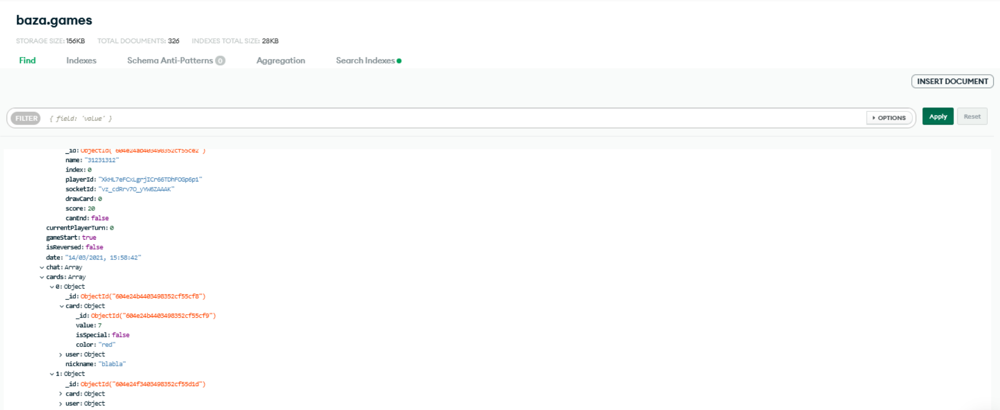 baza.games
STORAGE SIZE: 156KB TOTAL DOCUMENTS: 326 INDEXES TOTAL SIZE: 28KB
Find Indexes Schema Anti-Patterns 0 Aggregation Search Indexes
INSERT DOCUMENT
FILTER { field: 'value' } OPTIONS Apply Reset
_id: ObjectId("604e24ab403498352cf55ce2")
name: "31231312"
index: 0
playerId: "XkHL7eFCxLgrjICr66TDhFOGp6p1"
socketId: "vz_cdRrv7O_yYW6ZAAAK"
drawCard: 0
score: 20
canEnd: false
currentPlayerTurn: 0
gameStart: true
isReversed: false
date: "14/03/2021, 15:58:42"
chat: Array
cards: Array
0: Object
_id: ObjectId("604e24b4403498352cf55cf8")
card: Object
_id: ObjectId("604e24b4403498352cf55cf9")
value: 7
isSpecial: false
color: "red"
user: Object
nickname: "blabla"
1: Object
_id: ObjectId("604e24f3403498352cf55d1d")
card: Object
user: Object